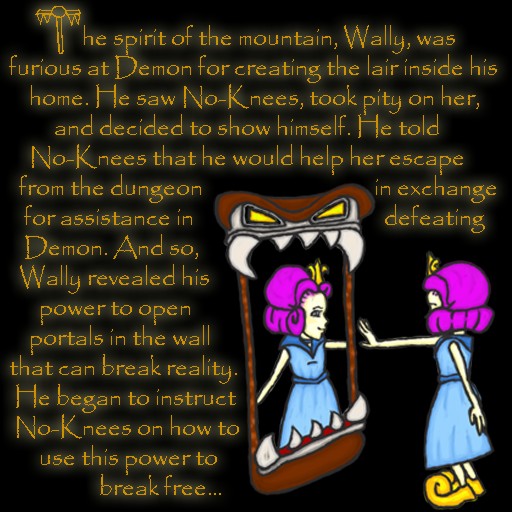 The spirit of the mountain, Wally, was
furious at Demon for creating the lair inside his
home. He saw No-Knees, took pity on her,
and decided to show himself. He told
No-Knees that he would help her escape
from the dungeon in exchange
for assistance in defeating
Demon. And so,
Wally revealed his
power to open
portals in the wall
that can break reality.
He began to instruct
No-Knees on how to
use this power to
break free...